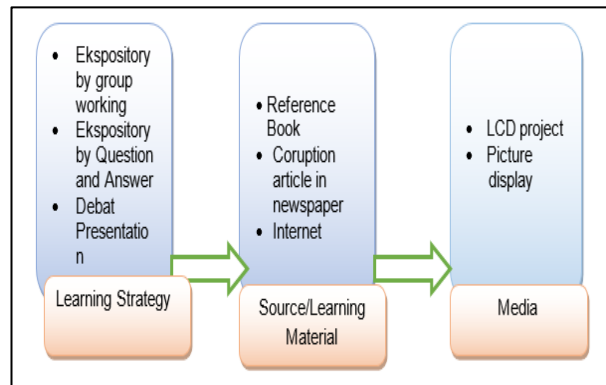 • Ekspository
by group
working
• Ekspository
by Question
and Answer
• Debat
Presentatio
n
Learning Strategy
• Reference
Book
• Coruption
article in
newspaper
• Internet
Source/Learning
Material
• LCD project
• Picture
display
Media